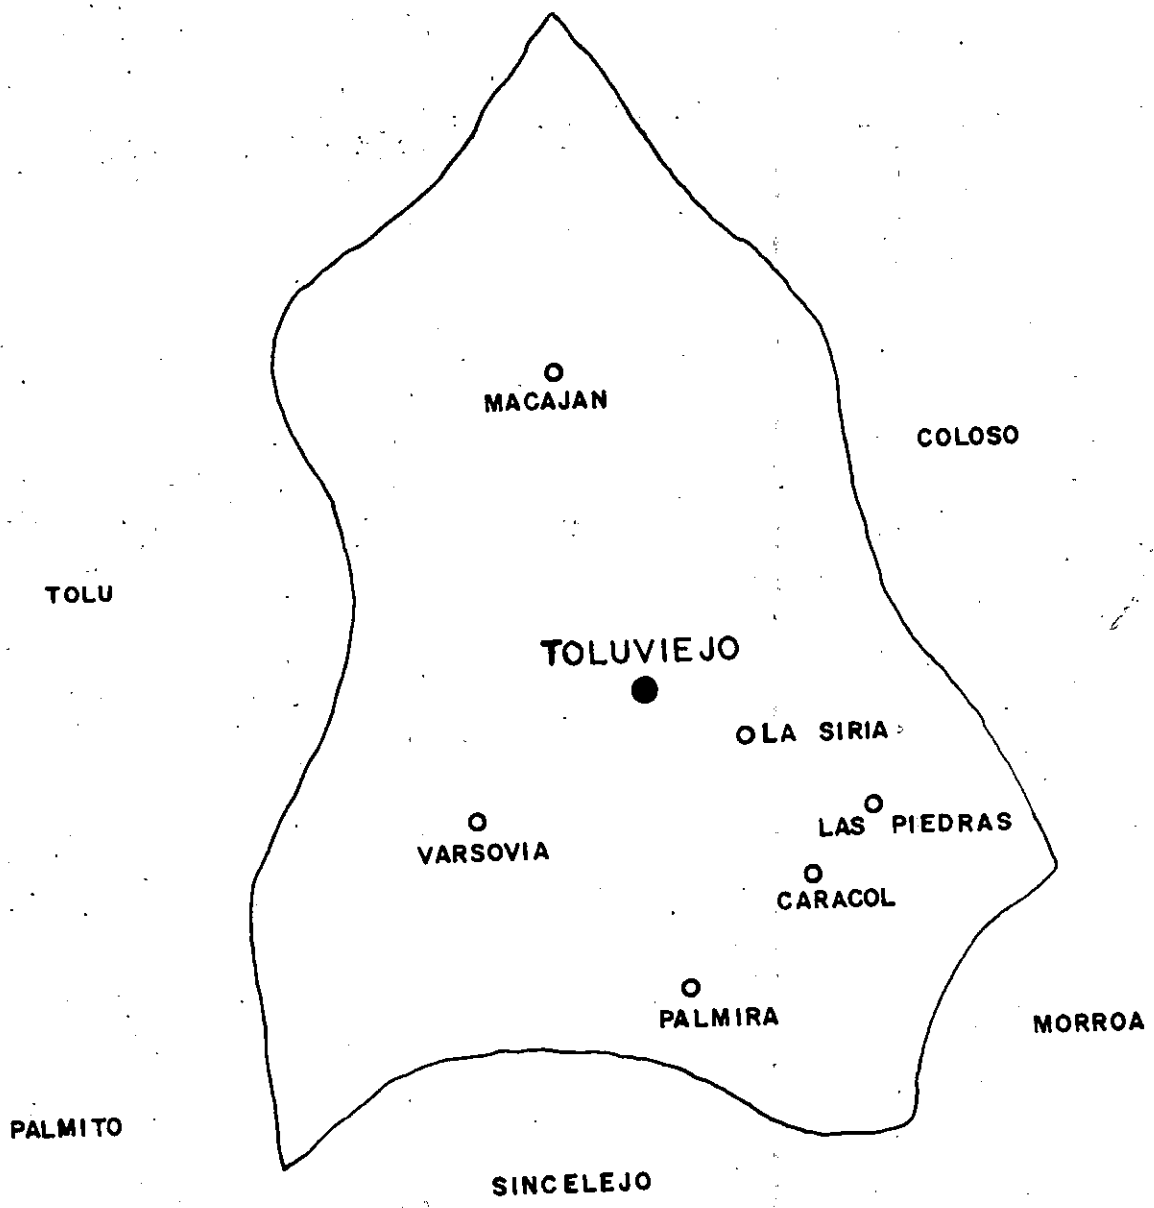 MACAJAN
COLOSO
TOLU
TOLUVIEJO
LA SIRIA
LAS PIEDRAS
VARSOVIA
CARACOL
PALMIRA
MORROA
PALMITO
SINCELEJO